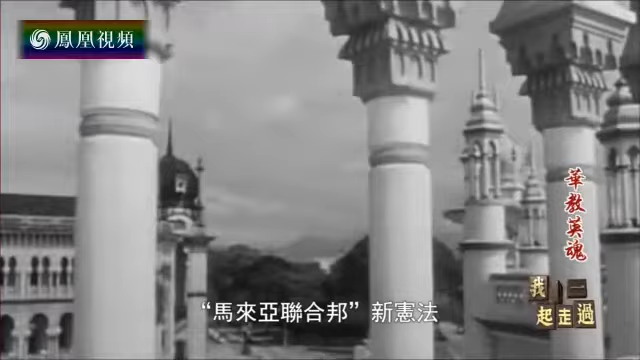 鳳凰視頻
華教英魂
我們一
起走過
“馬來亞聯合邦”新憲法